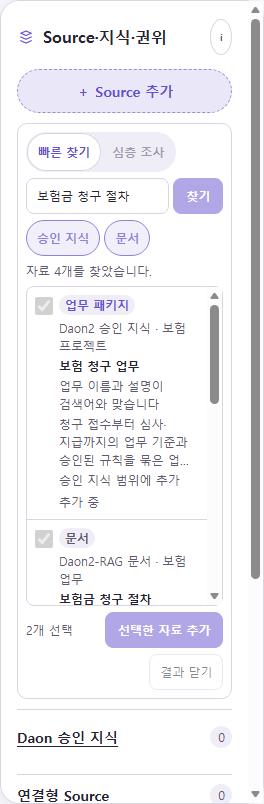 Source·지식·권위
i
+ Source 추가
빠른 찾기
심층 조사
보험금 청구 절차
찾기
승인 지식
문서
자료 4개를 찾았습니다.
업무 패키지
Daon2 승인 지식 · 보험
프로젝트
보험 청구 업무
업무 이름과 설명이
검색어와 맞습니다
청구 접수부터 심사·
지급까지의 업무 기준과
승인된 규칙을 묶은 업...
승인 지식 범위에 추가
추가 중
문서
Daon2-RAG 문서 · 보험
업무
보험금 청구 절차
2개 선택
선택한 자료 추가
결과 닫기
Daon 승인 지식
0
연결형 Source
0